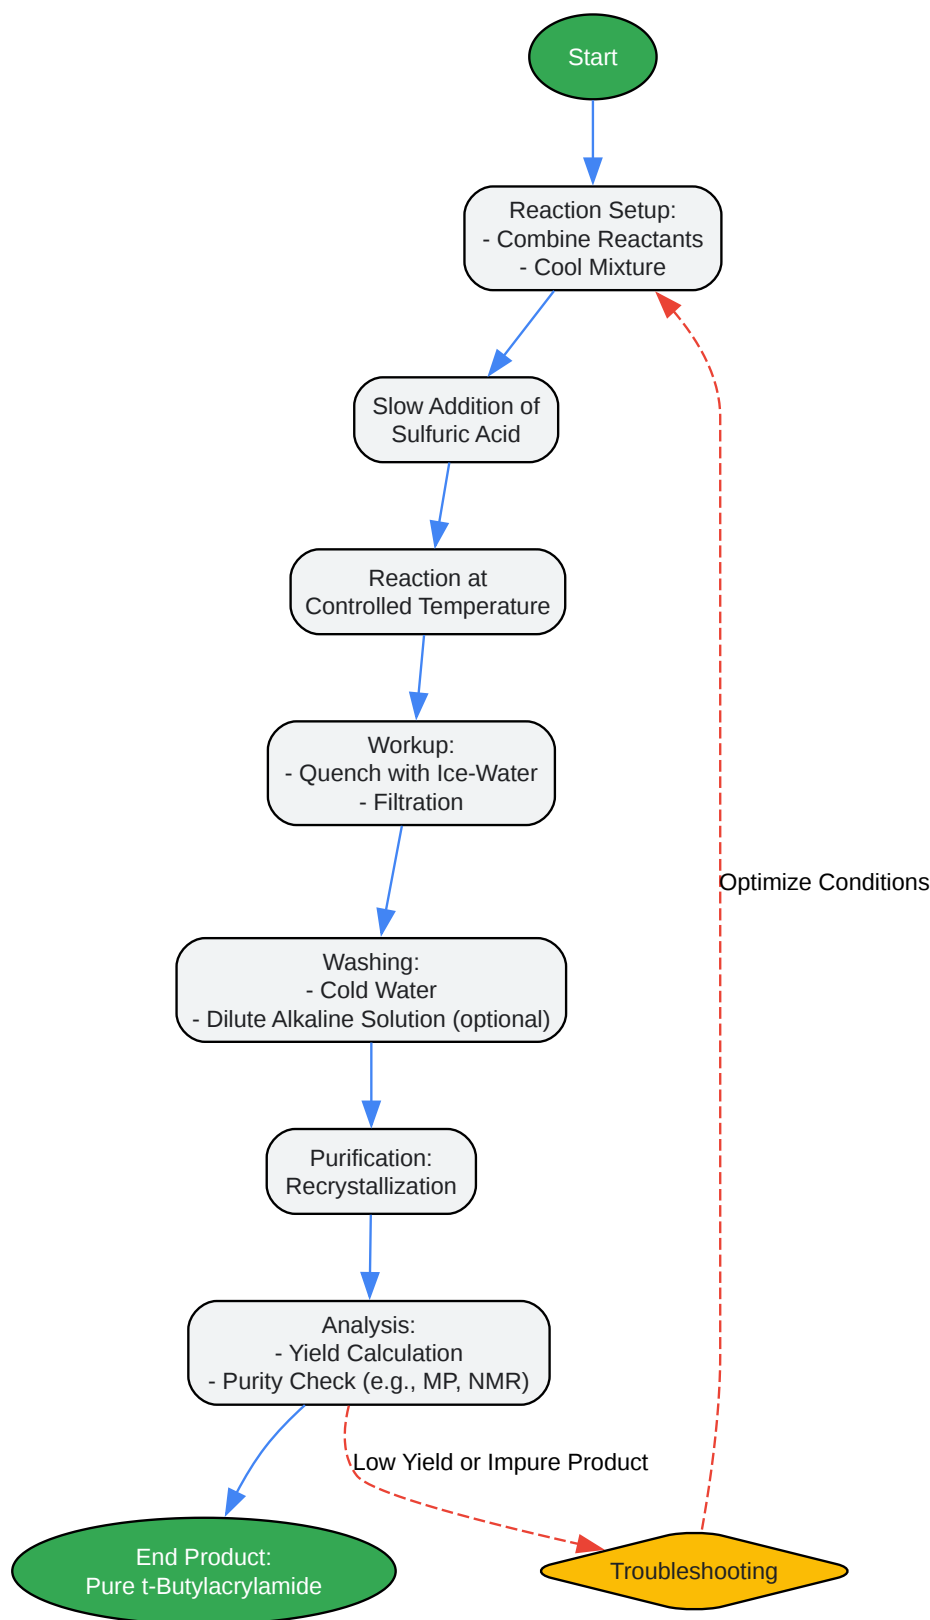 Start
Reaction Setup:
- Combine Reactants
- Cool Mixture
Slow Addition of
Sulfuric Acid
Reaction at
Controlled Temperature
Workup:
- Quench with Ice-Water
- Filtration
Optimize Conditions
Washing:
- Cold Water
- Dilute Alkaline Solution (optional)
Purification:
Recrystallization
Analysis:
- Yield Calculation
- Purity Check (e.g., MP, NMR)
Low Yield or Impure Product
End Product:
Pure t-Butylacrylamide
Troubleshooting